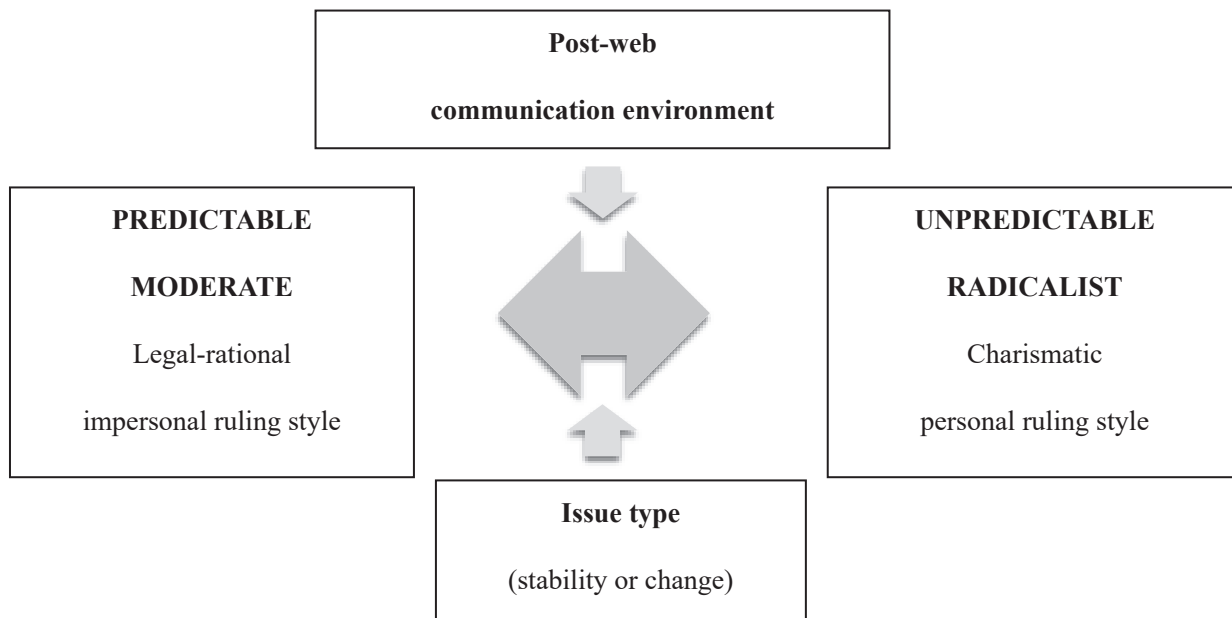 Post-web
communication environment
PREDICTABLE
MODERATE
Legal-rational
impersonal ruling style
UNPREDICTABLE
RADICALIST
Charismatic
personal ruling style
Issue type
(stability or change)